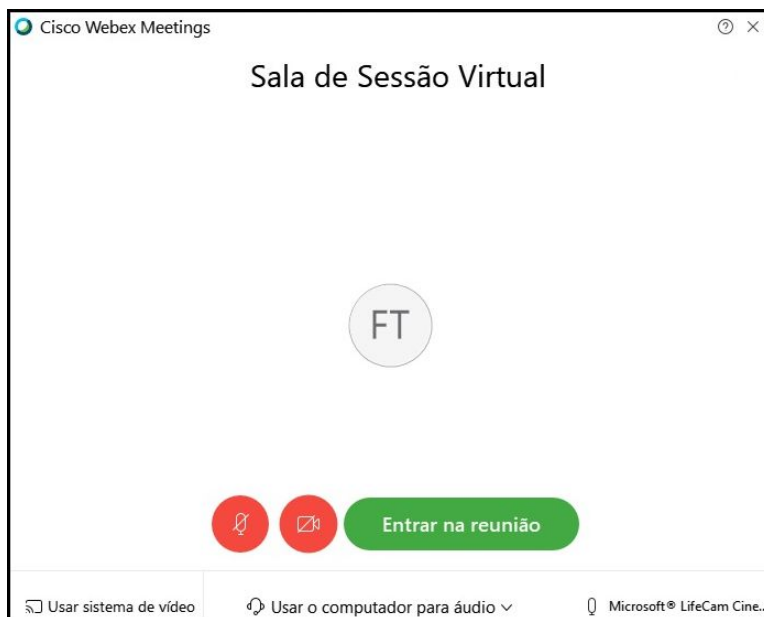 Cisco Webex Meetings
Sala de Sessão Virtual
FT
Entrar na reunião
Usar sistema de vídeo
Usar o computador para áudio
Microsoft® LifeCam Cine..